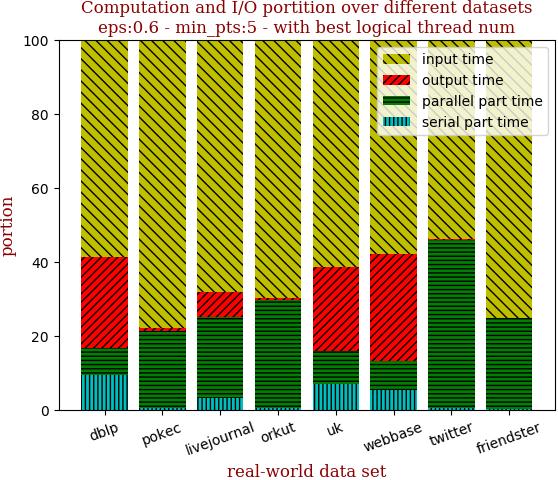 Computation and I/O portition over different datasets
eps:0.6 - min_pts:5 - with best logical thread num
100
80
60
40
20
0
portion
input time
output time
parallel part time
serial part time
dblp
pokec
livejournal
orkut
uk
webbase
twitter
friendster
real-world data set